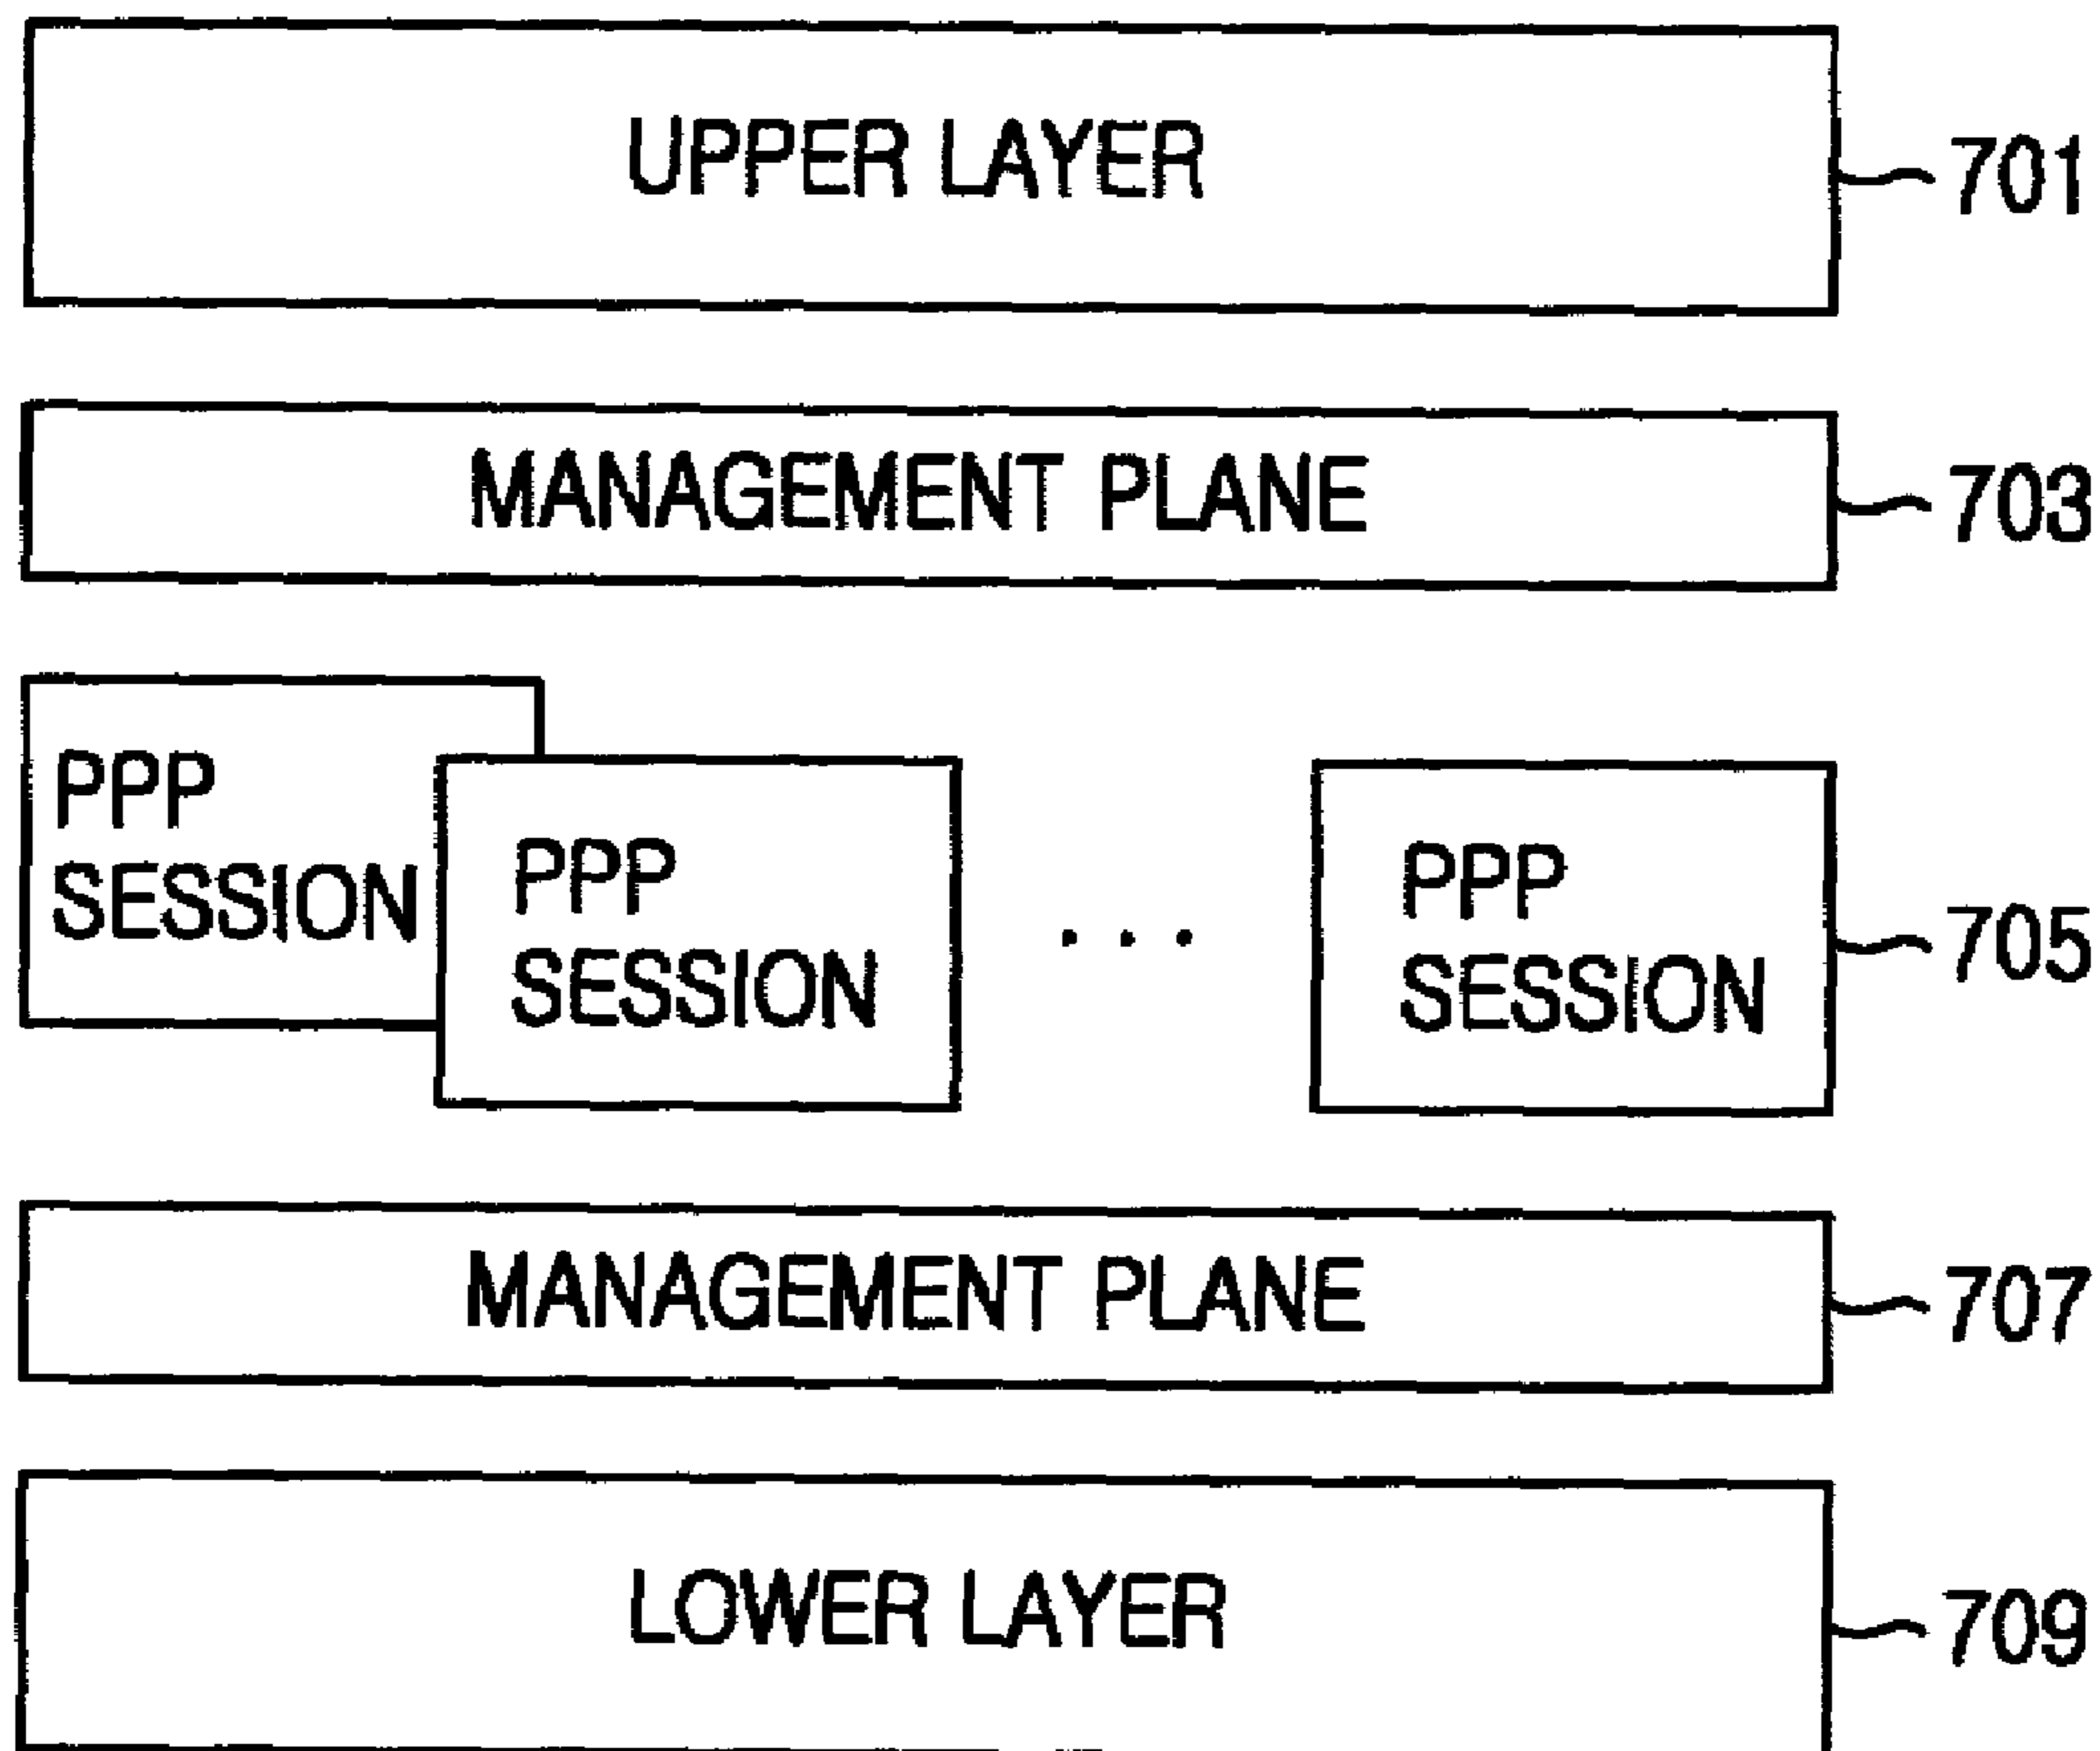 UPPER LAYER
701
MANAGEMENT PLANE
703
PPP
SESSION
PPP
SESSION
. . .
PPP
SESSION
705
MANAGEMENT PLANE
707
LOWER LAYER
709